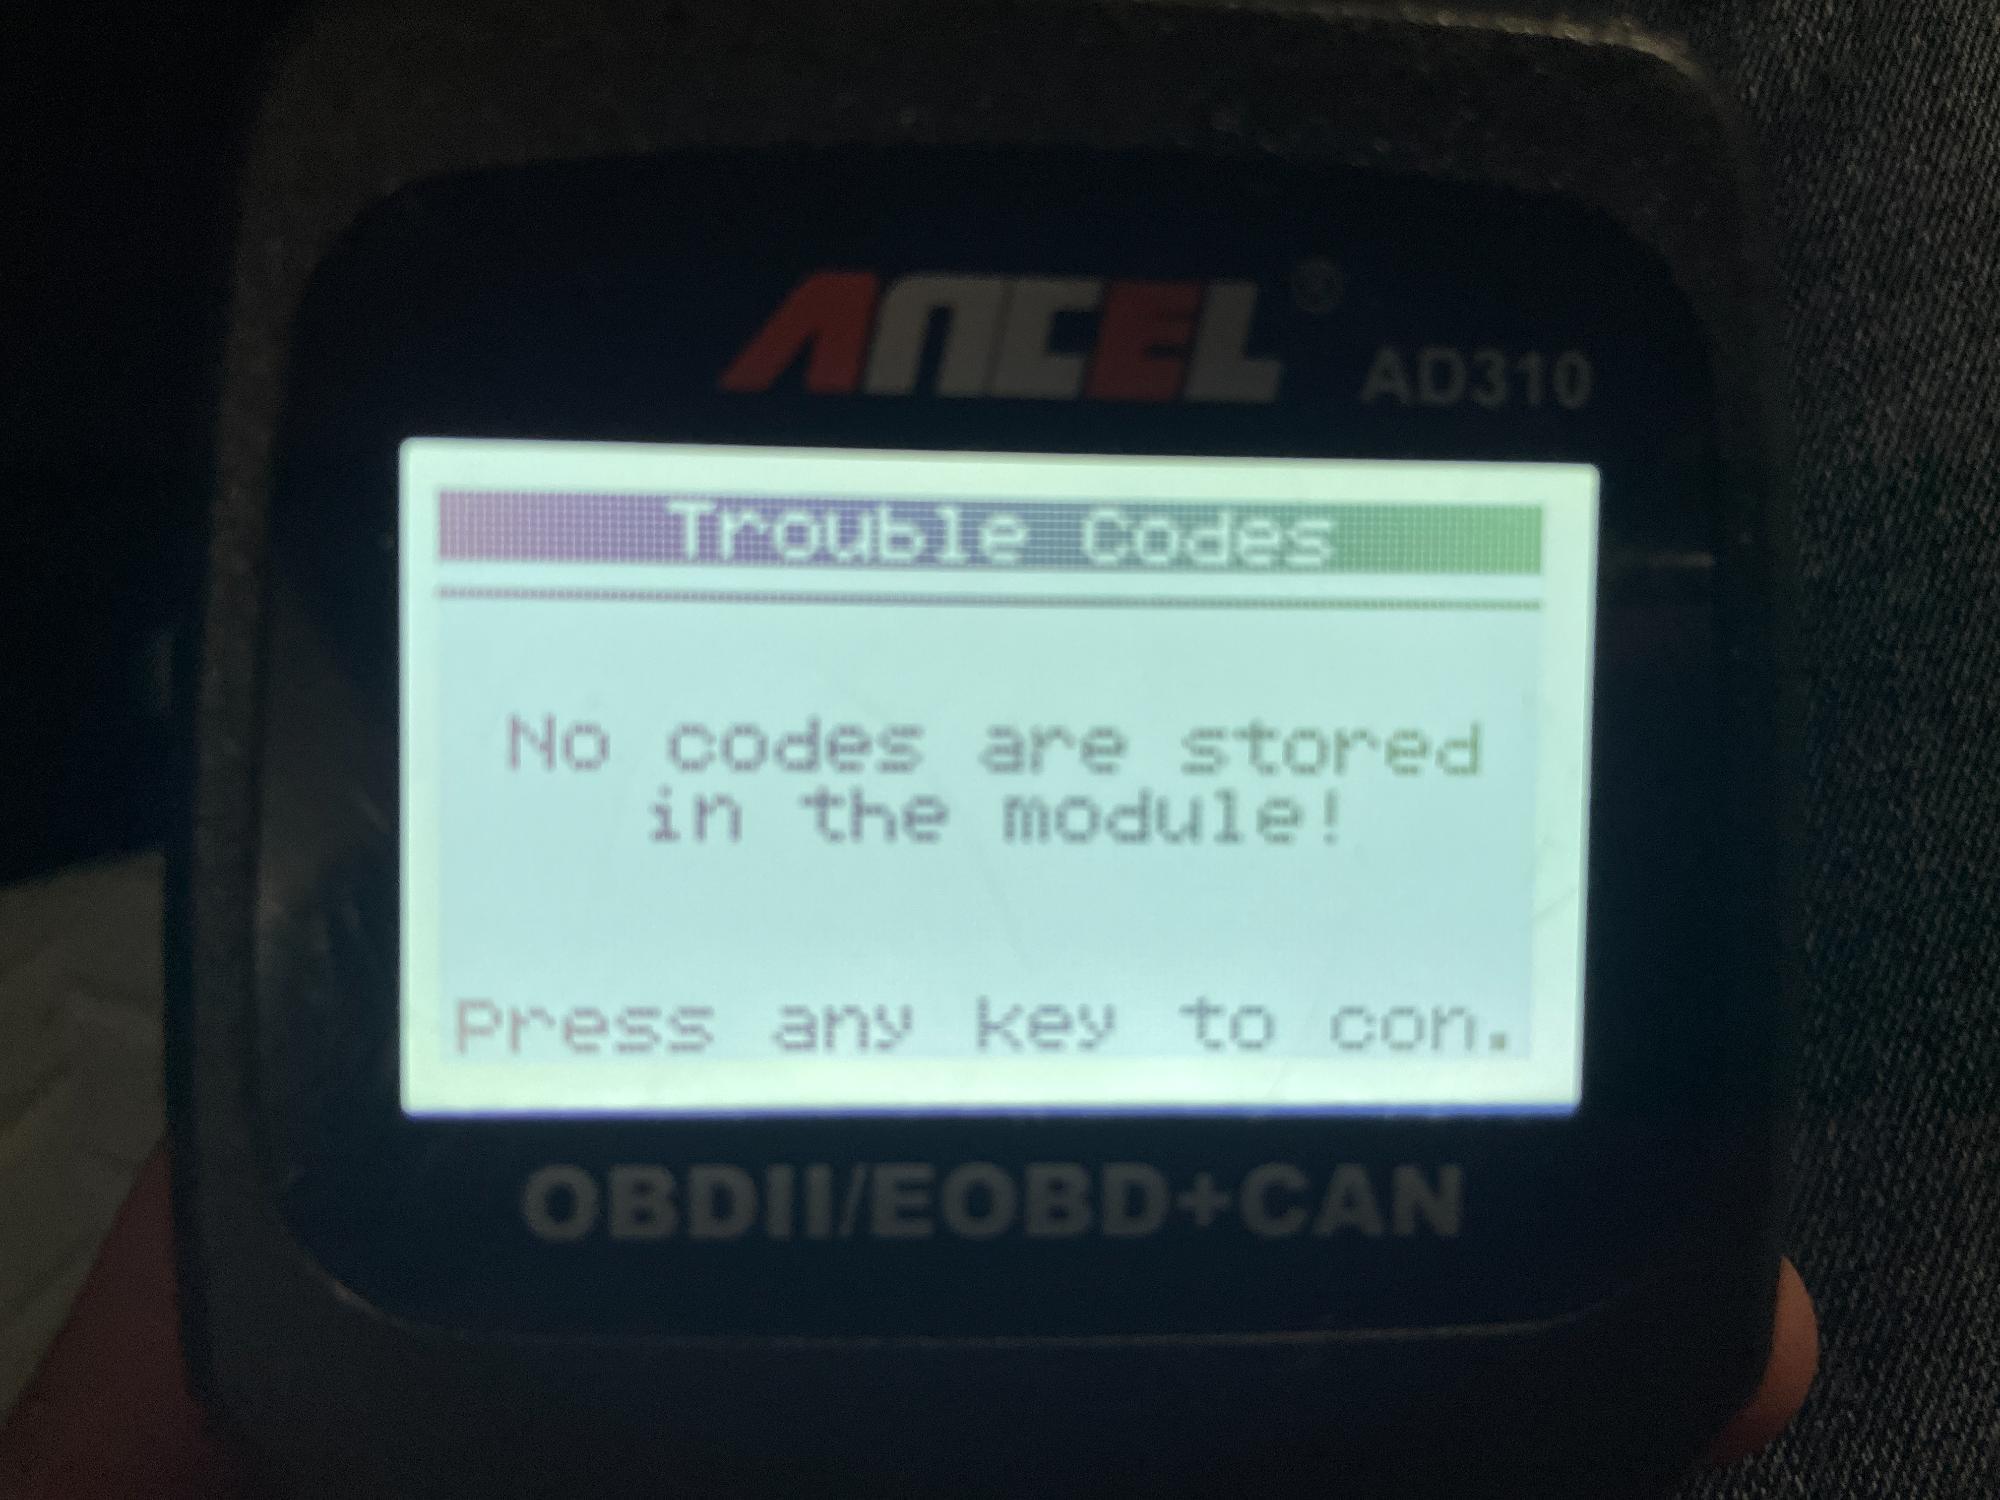 ANCEL®
AD310
Trouble Codes
No codes are stored
in the module!
Press any key to con.
OBDII/EOBD+CAN